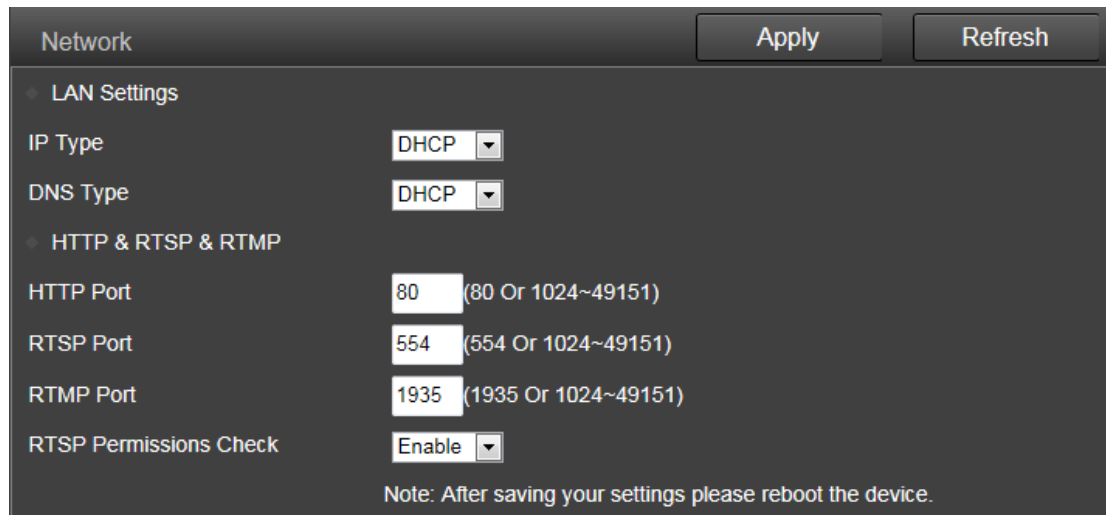 Network Apply Refresh
LAN Settings
IP Type DHCP
DNS Type DHCP
HTTP & RTSP & RTMP
HTTP Port 80 (80 Or 1024~49151)
RTSP Port 554 (554 Or 1024~49151)
RTMP Port 1935 (1935 Or 1024~49151)
RTSP Permissions Check Enable
Note: After saving your settings please reboot the device.